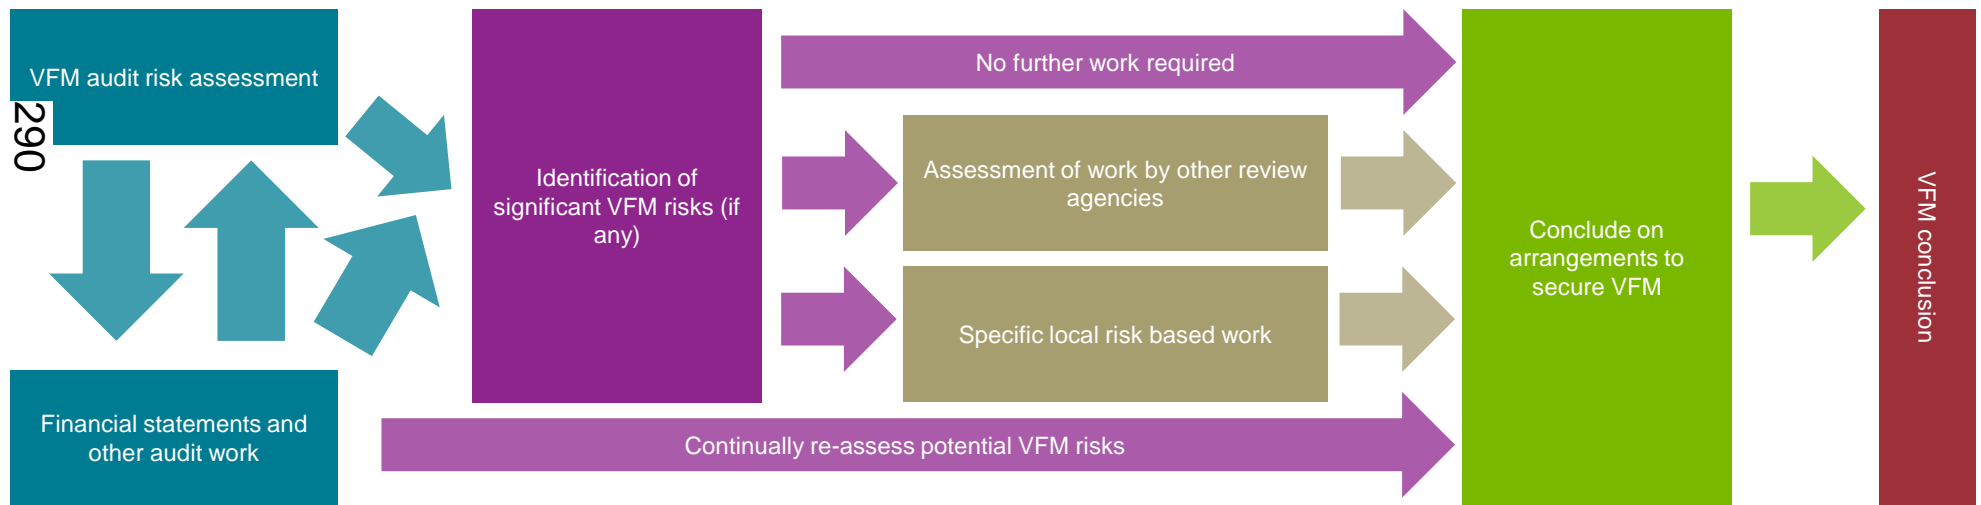 VFM audit risk assessment
290
Financial statements and
other audit work
Identification of
significant VFM risks (if
any)
No further work required
Assessment of work by other review
agencies
Specific local risk based work
Continually re-assess potential VFM risks
Conclude on
arrangements to
secure VFM
VFM conclusion